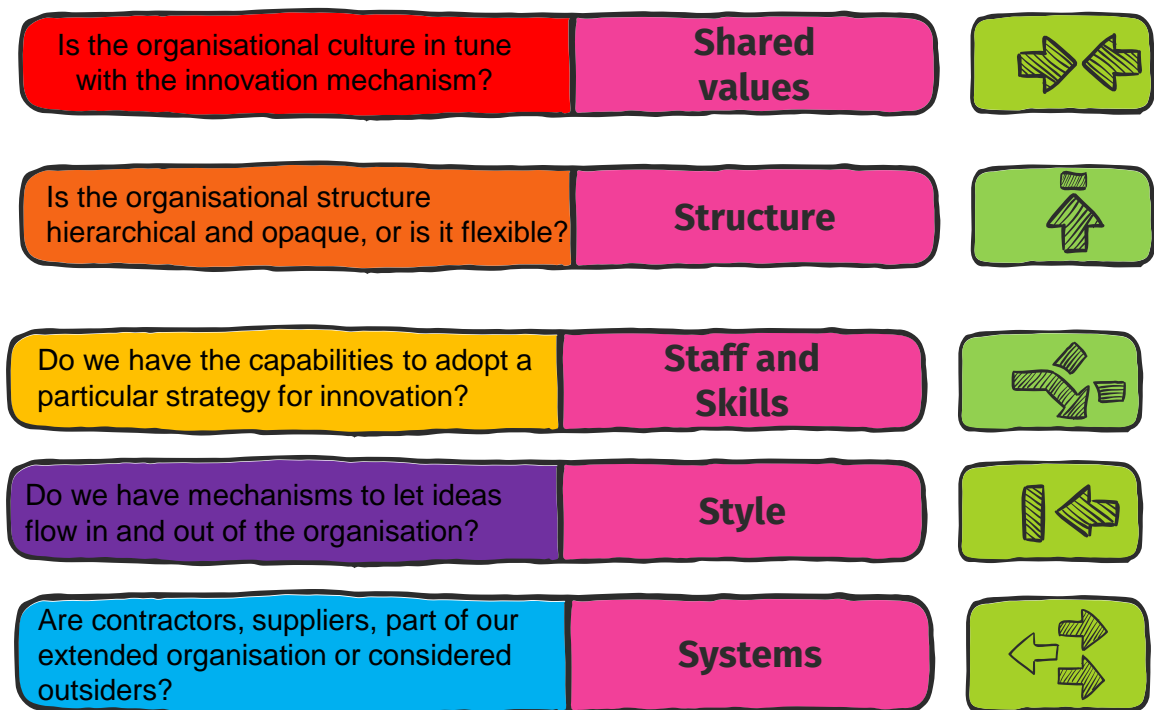 Is the organisational culture in tune
with the innovation mechanism?
Shared
values
Is the organisational structure
hierarchical and opaque, or is it flexible?
Structure
Do we have the capabilities to adopt a
particular strategy for innovation?
Staff and
Skills
Do we have mechanisms to let ideas
flow in and out of the organisation?
Style
Are contractors, suppliers, part of our
extended organisation or considered
outsiders?
Systems